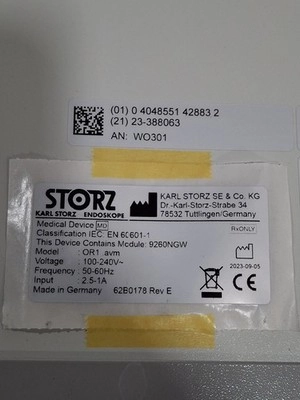 (01) 0 4048551 42883 2
(21) 23-388063
AN: WO301
STORZ
KARL STORZ ENDOSKOPE
KARL STORZ SE & Co. KG
Dr.-Karl-Storz-Straße 34
78532 Tuttlingen/Germany
Medical Device MD
Classification IEC, EN 60601-1
This Device Contains Module: 9260NGW
Model : OR1 .avm
Voltage : 100-240V~
Frequency : 50-60Hz
Input : 2.5-1A
Made in Germany 62B0178 Rev E
RxONLY
2023-09-05